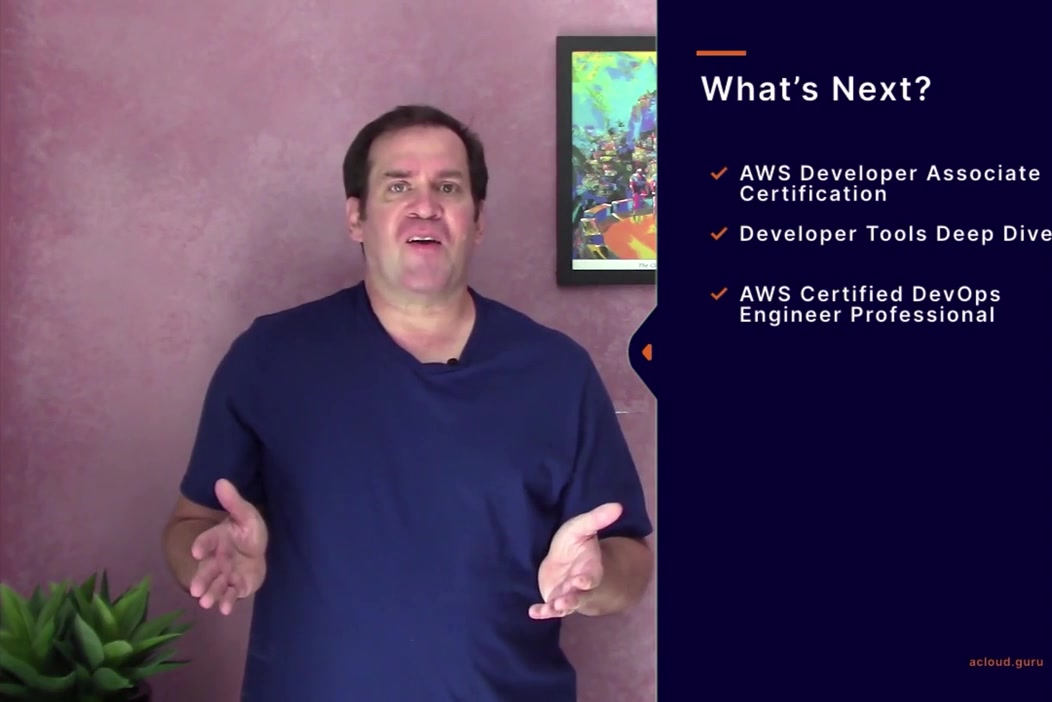 What’s Next?
AWS Developer Associate
Certification
Developer Tools Deep Dive
AWS Certified DevOps
Engineer Professional
acloud.guru